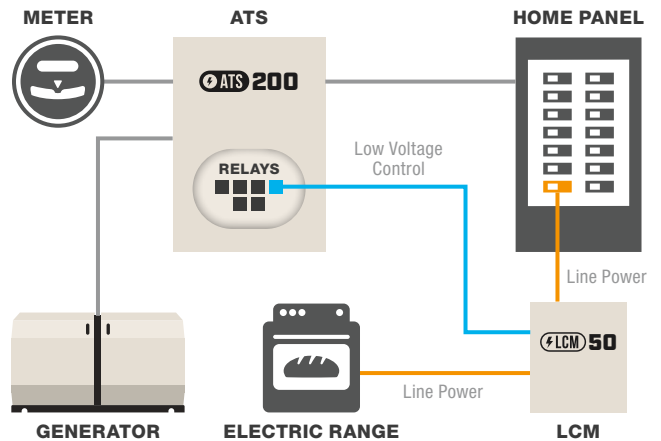 METER
ATS
HOME PANEL
ATS 200
RELAYS
Low Voltage
Control
Line Power
LCM 50
Line Power
GENERATOR
ELECTRIC RANGE
LCM